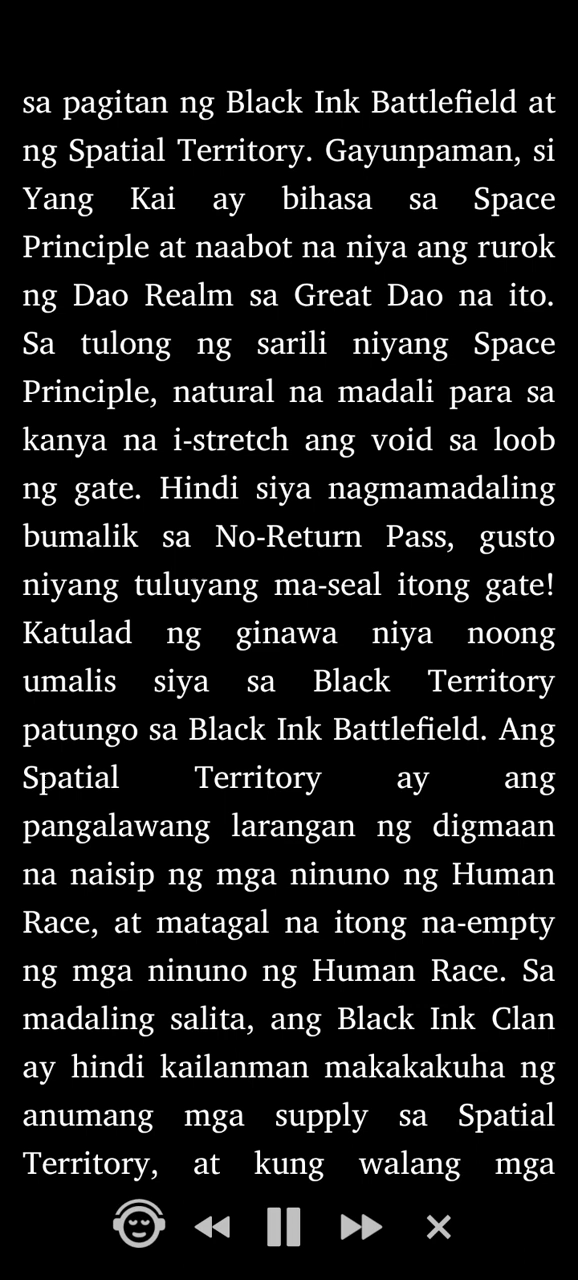 sa pagitan ng Black Ink Battlefield at
ng Spatial Territory. Gayunpaman, si
Yang Kai ay bihasa sa Space
Principle at naabot na niya ang rurok
ng Dao Realm sa Great Dao na ito.
Sa tulong ng sarili niyang Space
Principle, natural na madali para sa
kanya na i-stretch ang void sa loob
ng gate. Hindi siya nagmamadaling
bumalik sa No-Return Pass, gusto
niyang tuluyang ma-seal itong gate!
Katulad ng ginawa niya noong
umalis siya sa Black Territory
patungo sa Black Ink Battlefield. Ang
Spatial Territory ay ang
pangalawang larangan ng digmaan
na naisip ng mga ninuno ng Human
Race, at matagal na itong na-empty
ng mga ninuno ng Human Race. Sa
madaling salita, ang Black Ink Clan
ay hindi kailanman makakakuha ng
anumang mga supply sa Spatial
Territory, at kung walang mga